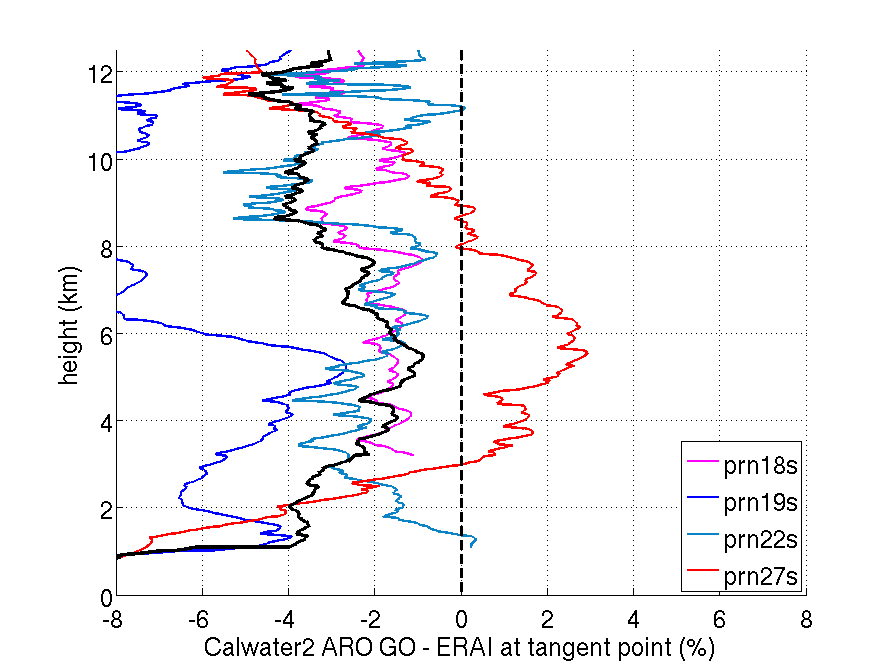 12
10
8
6
4
2
0
height (km)
-8 -6 -4 -2 0 2 4 6 8
Calwater2 ARO GO - ERAI at tangent point (%)
prn18s
prn19s
prn22s
prn27s